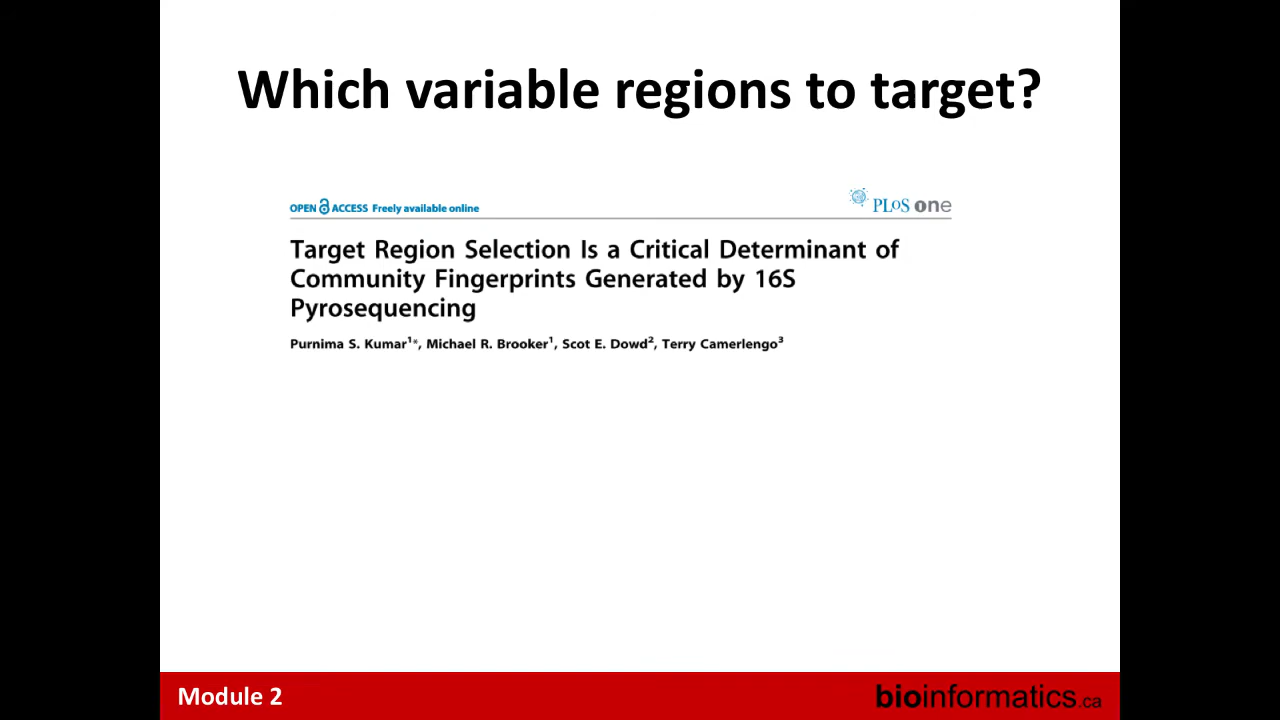 Which variable regions to target?
OPEN ACCESS Freely available online
PLoS one
Target Region Selection Is a Critical Determinant of
Community Fingerprints Generated by 16S
Pyrosequencing
Purnima S. Kumar1*, Michael R. Brooker1, Scot E. Dowd2, Terry Camerlengo3
Module 2
bioinformatics.ca